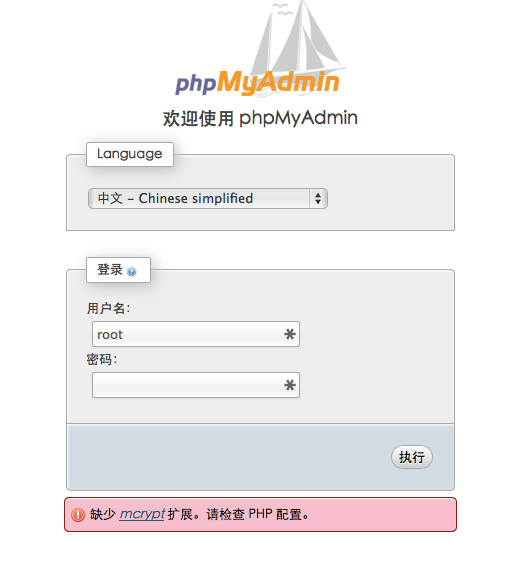 phpMyAdmin
欢迎使用 phpMyAdmin
Language
中文 - Chinese simplified
登录
用户名：
root
密码：
执行
缺少 mcrypt 扩展。请检查 PHP 配置。